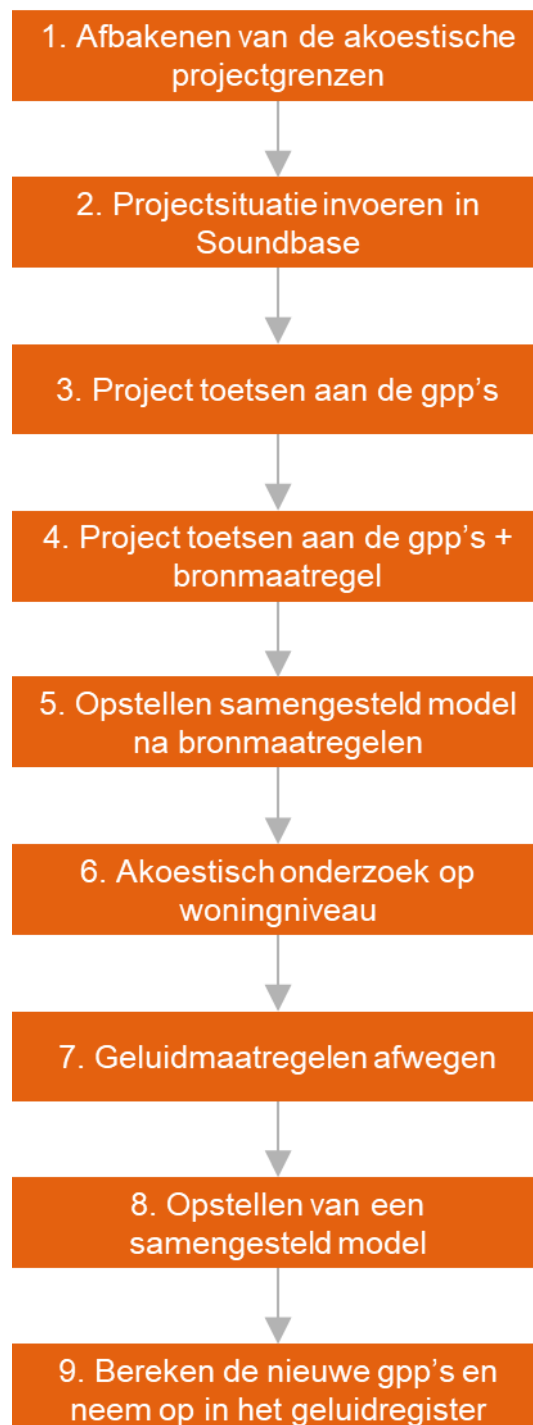 1. Afbakenen van de akoestische
projectgrenzen
2. Projectsituatie invoeren in
Soundbase
3. Project toetsen aan de gpp’s
4. Project toetsen aan de gpp’s +
bronmaatregel
5. Opstellen samengesteld model
na bronmaatregelen
6. Akoestisch onderzoek op
woningniveau
7. Geluidmaatregelen afwegen
8. Opstellen van een
samengesteld model
9. Bereken de nieuwe gpp’s en
neem op in het geluidregister